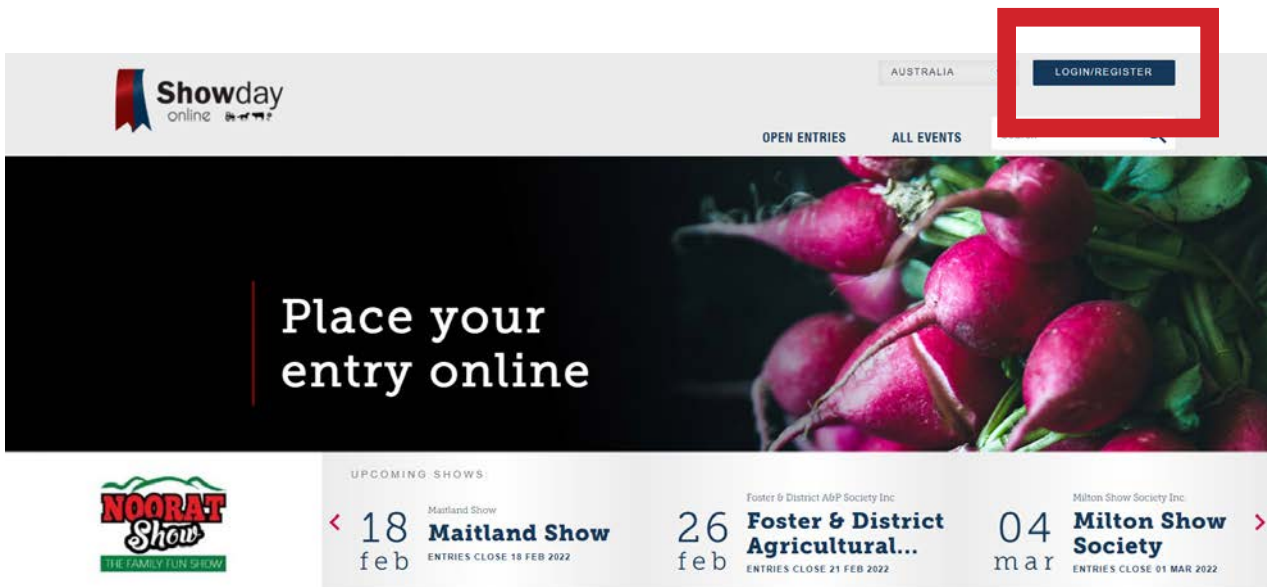 Showday
online
AUSTRALIA
LOGIN/REGISTER
OPEN ENTRIES
ALL EVENTS
Place your
entry online
NOORAT
Show
THE FAMILY FUN SHOW
UPCOMING SHOWS
18
feb
Maitland Show
Maitland Show
ENTRIES CLOSE 18 FEB 2022
26
feb
Foster & District A&P Society Inc
Foster & District
Agricultural...
ENTRIES CLOSE 21 FEB 2022
04
mar
Milton Show Society Inc.
Milton Show
Society
ENTRIES CLOSE 01 MAR 2022